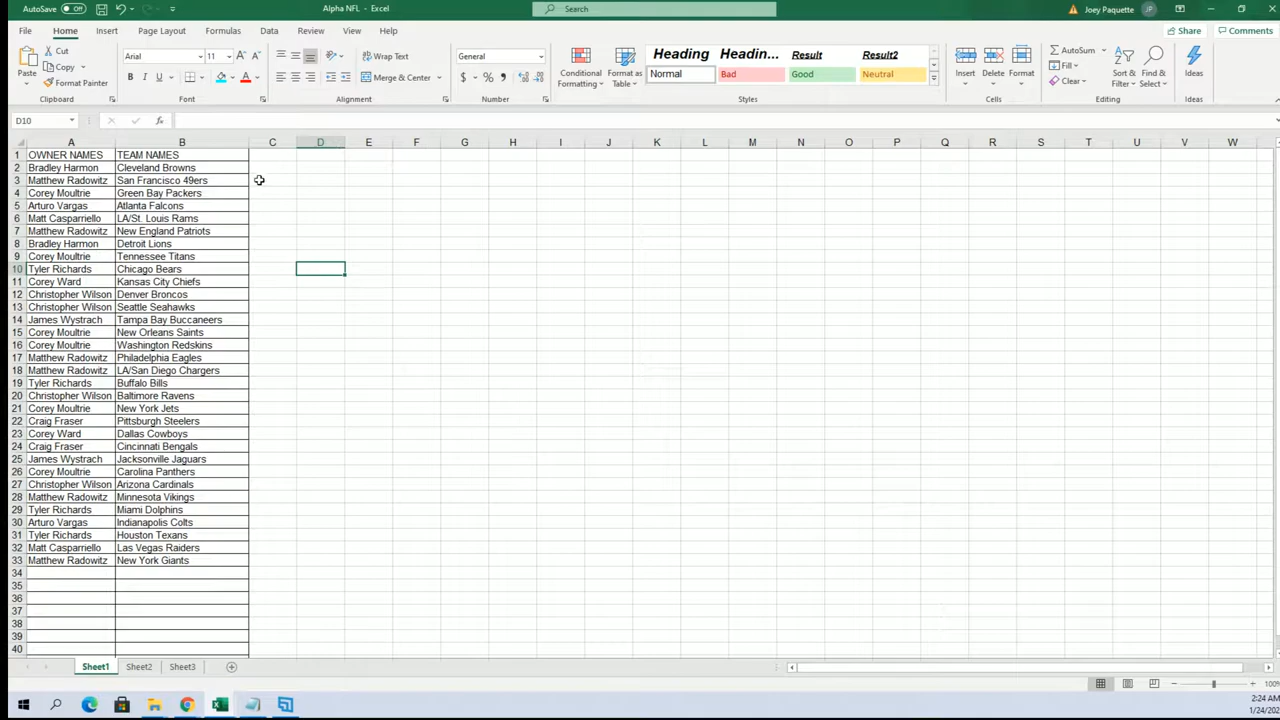 AutoSave Off Alpha NFL - Excel Search Joey Paquette JP
File Home Insert Page Layout Formulas Data Review View Help Share Comments
Paste Cut Copy Format Painter Clipboard
Arial 11 B I U Font
Wrap Text Merge & Center Alignment
General $ % Number
Conditional Formatting Format as Table
Heading Headin... Result Result2
Normal Bad Good Neutral
Styles
Insert Delete Format Cells
AutoSum Fill Clear Sort & Filter Find & Select Editing
Ideas Ideas
D10 fx
A B C D E F G H I J K L M N O P Q R S T U V W
1 OWNER NAMES TEAM NAMES
2 Bradley Harmon Cleveland Browns
3 Matthew Radowitz San Francisco 49ers
4 Corey Moultrie Green Bay Packers
5 Arturo Vargas Atlanta Falcons
6 Matt Casparriello LA/St. Louis Rams
7 Matthew Radowitz New England Patriots
8 Bradley Harmon Detroit Lions
9 Corey Moultrie Tennessee Titans
10 Tyler Richards Chicago Bears
11 Corey Ward Kansas City Chiefs
12 Christopher Wilson Denver Broncos
13 Christopher Wilson Seattle Seahawks
14 James Wystrach Tampa Bay Buccaneers
15 Corey Moultrie New Orleans Saints
16 Corey Moultrie Washington Redskins
17 Matthew Radowitz Philadelphia Eagles
18 Matthew Radowitz LA/San Diego Chargers
19 Tyler Richards Buffalo Bills
20 Christopher Wilson Baltimore Ravens
21 Corey Moultrie New York Jets
22 Craig Fraser Pittsburgh Steelers
23 Corey Ward Dallas Cowboys
24 Craig Fraser Cincinnati Bengals
25 James Wystrach Jacksonville Jaguars
26 Corey Moultrie Carolina Panthers
27 Christopher Wilson Arizona Cardinals
28 Matthew Radowitz Minnesota Vikings
29 Tyler Richards Miami Dolphins
30 Arturo Vargas Indianapolis Colts
31 Tyler Richards Houston Texans
32 Matt Casparriello Las Vegas Raiders
33 Matthew Radowitz New York Giants
34
35
36
37
38
39
40
Sheet1 Sheet2 Sheet3
100%
2:24 AM
1/24/202